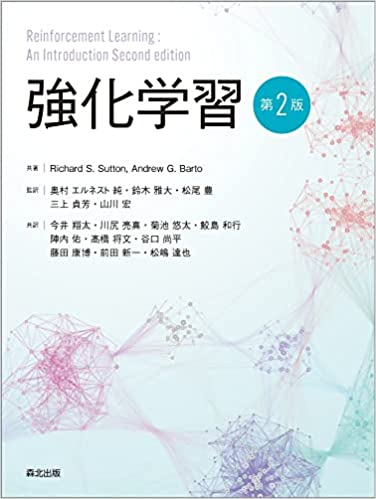 Reinforcement Learning :
An Introduction Second edition
強化学習 第2版
共著 Richard S. Sutton, Andrew G. Barto
監訳 奥村 エルネスト 純・鈴木 雅大・松尾 豊
三上 貞芳・山川 宏
共訳 今井 翔太・川尻 亮真・菊池 悠太・鮫島 和行
陣内 佑・髙橋 将文・谷口 尚平
藤田 康博・前田 新一・松嶋 達也
森北出版